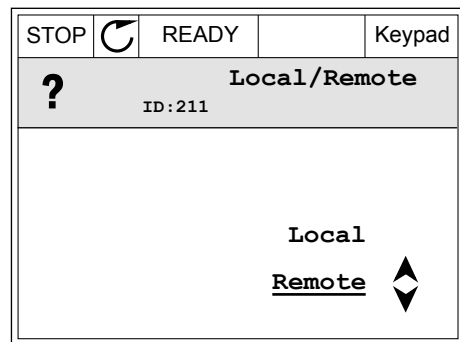 STOP READY Keypad
? Local/Remote
ID:211
Local
Remote